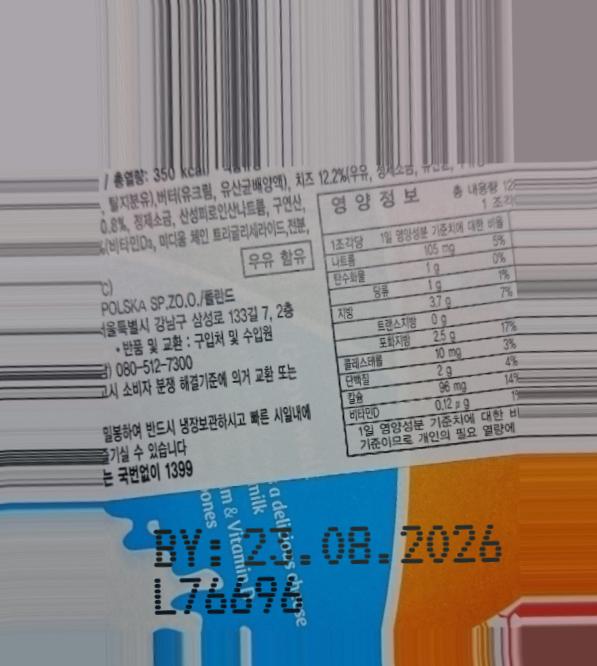 / 총열량: 350 kcal
, 탈지분유),버터(유크림, 유산균배양액), 치즈 12.2%(우유, 정제소금,
0.8%, 정제소금, 산성피로인산나트륨, 구연산,
/비타민D₃, 미디움 체인 트리글리세라이드,전분,
우유 함유
℃)
POLSKA SP.ZO.O./폴란드
서울특별시 강남구 삼성로 133길 7, 2층
• 반품 및 교환 : 구입처 및 수입원
) 080-512-7300
고시 소비자 분쟁 해결기준에 의거 교환 또는
밀봉하여 반드시 냉장보관하시고 빠른 시일내에
즐기실 수 있습니다
는 국번없이 1399
영양정보
총 내용량 12
1 조각
1조각당 1일 영양성분 기준치에 대한 비율
나트륨 105 mg 5%
탄수화물 1 g 0%
당류 1 g 1%
지방 3.7 g 7%
트랜스지방 0 g
포화지방 2.5 g 17%
콜레스테롤 10 mg 3%
단백질 2 g 4%
칼슘 96 mg 14%
비타민D 0.12 μg 1%
1일 영양성분 기준치에 대한 비
기준이므로 개인의 필요 열량에
s a delicious cheese
milk
m & Vitamin D
ones
BY: 23.08.2026
L76696